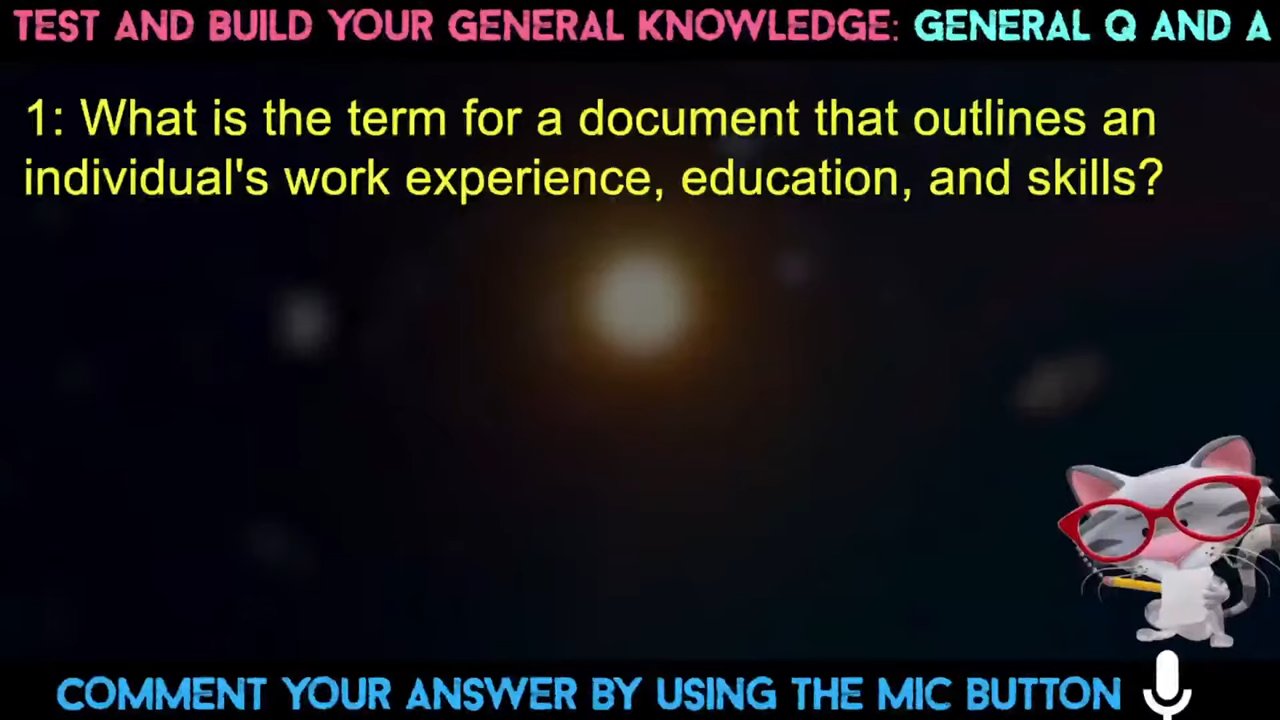 TEST AND BUILD YOUR GENERAL KNOWLEDGE: GENERAL Q AND A
1: What is the term for a document that outlines an
individual's work experience, education, and skills?
COMMENT YOUR ANSWER BY USING THE MIC BUTTON